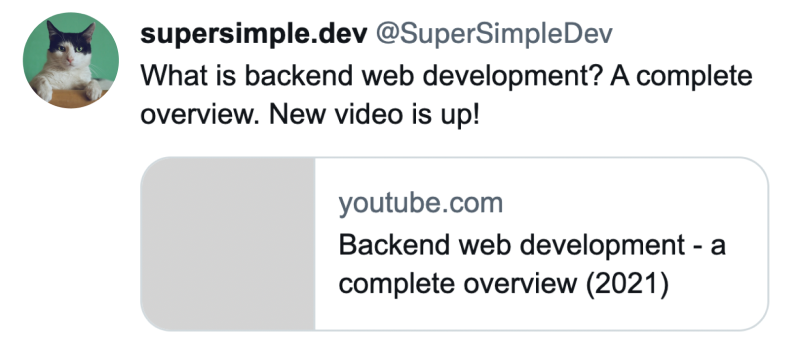 supersimple.dev @SuperSimpleDev
What is backend web development? A complete
overview. New video is up!
youtube.com
Backend web development - a
complete overview (2021)